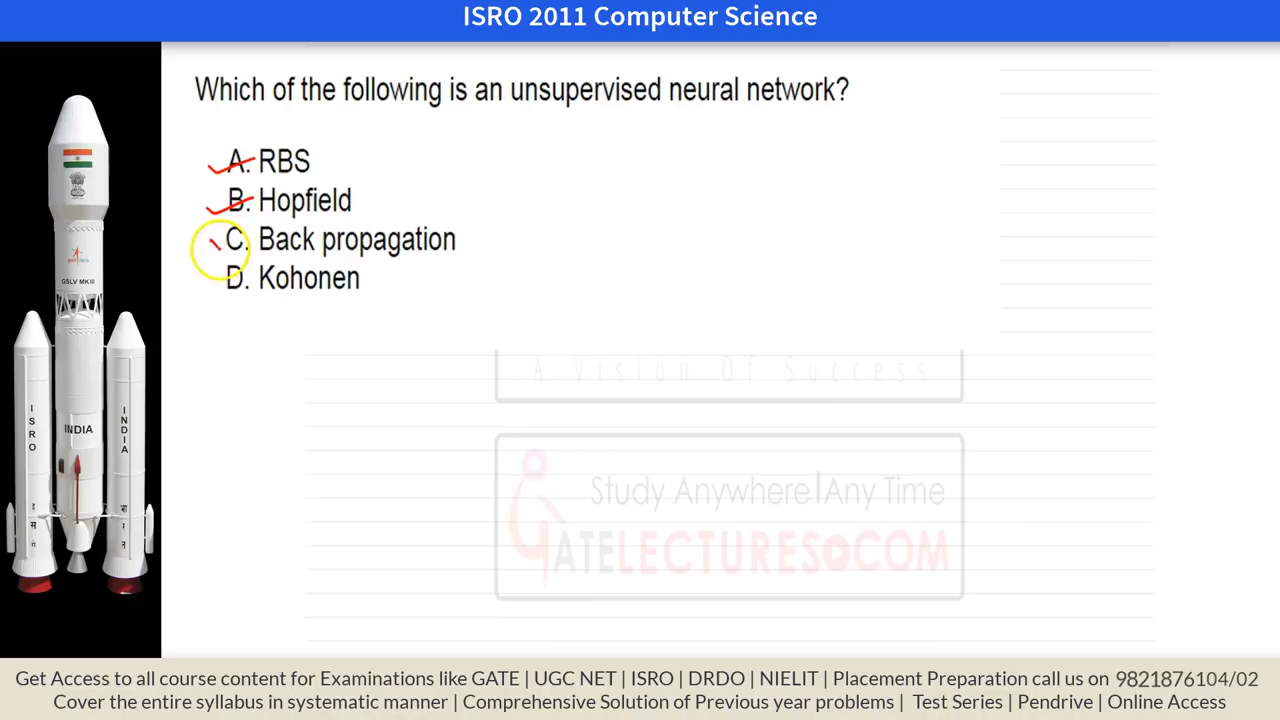 ISRO 2011 Computer Science
Which of the following is an unsupervised neural network?
A. RBS
B. Hopfield
C. Back propagation
D. Kohonen
GSLV MKIII
ISRO
INDIA
INDIA
A Vision Of Success
Study Anywhere|Any Time
GATELECTURES.COM
Get Access to all course content for Examinations like GATE | UGC NET | ISRO | DRDO | NIELIT | Placement Preparation call us on 9821876104/02
Cover the entire syllabus in systematic manner | Comprehensive Solution of Previous year problems | Test Series | Pendrive | Online Access